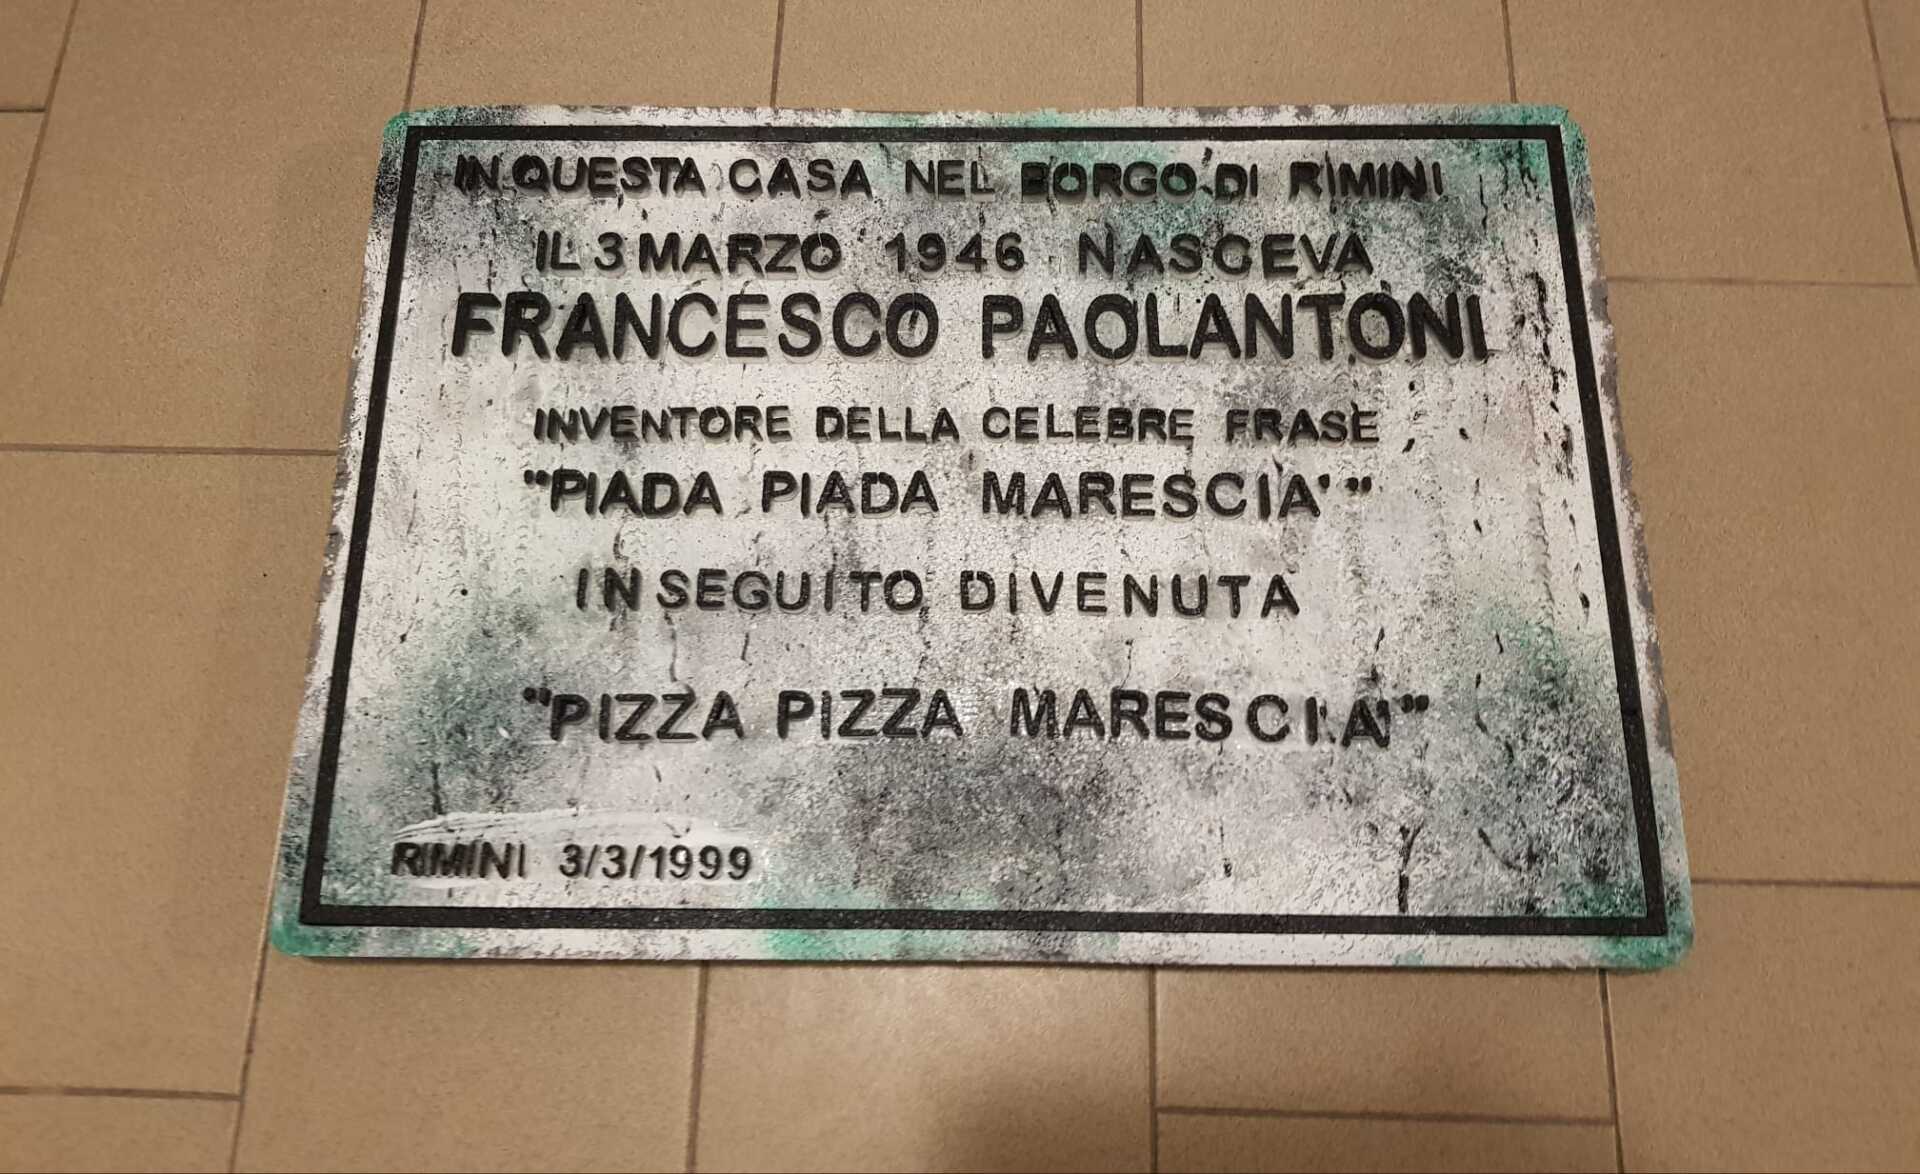 IN QUESTA CASA NEL BORGO DI RIMINI
IL 3 MARZO 1946 NASCEVA
FRANCESCO PAOLANTONI
INVENTORE DELLA CELEBRE FRASE
"PIADA PIADA MARESCIA'"
IN SEGUITO DIVENUTA
"PIZZA PIZZA MARESCIA'"
RIMINI 3/3/1999